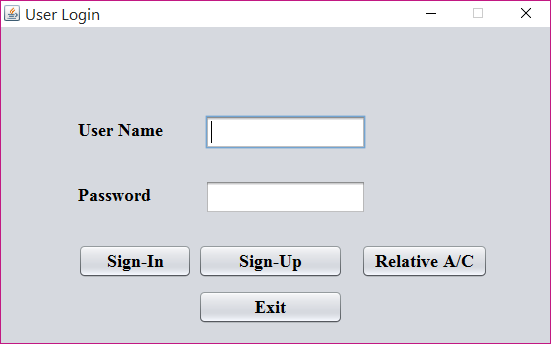 User Login
User Name
Password
Sign-In Sign-Up Relative A/C
Exit